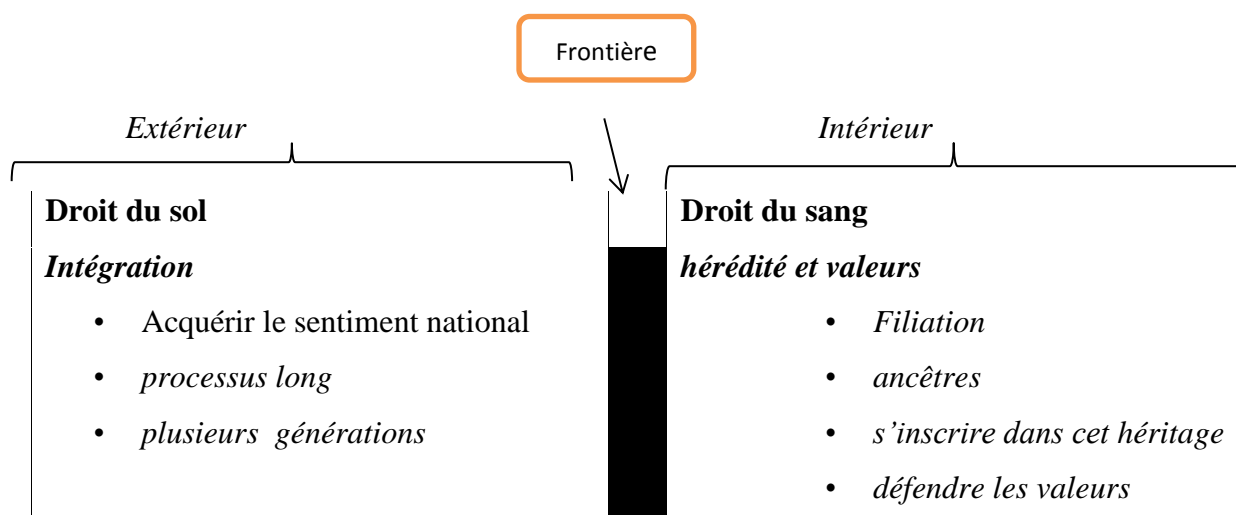 Frontière
Extérieur
Intérieur
Droit du sol
Intégration
• Acquérir le sentiment national
• processus long
• plusieurs générations
Droit du sang
hérédité et valeurs
• Filiation
• ancêtres
• s’inscrire dans cet héritage
• défendre les valeurs